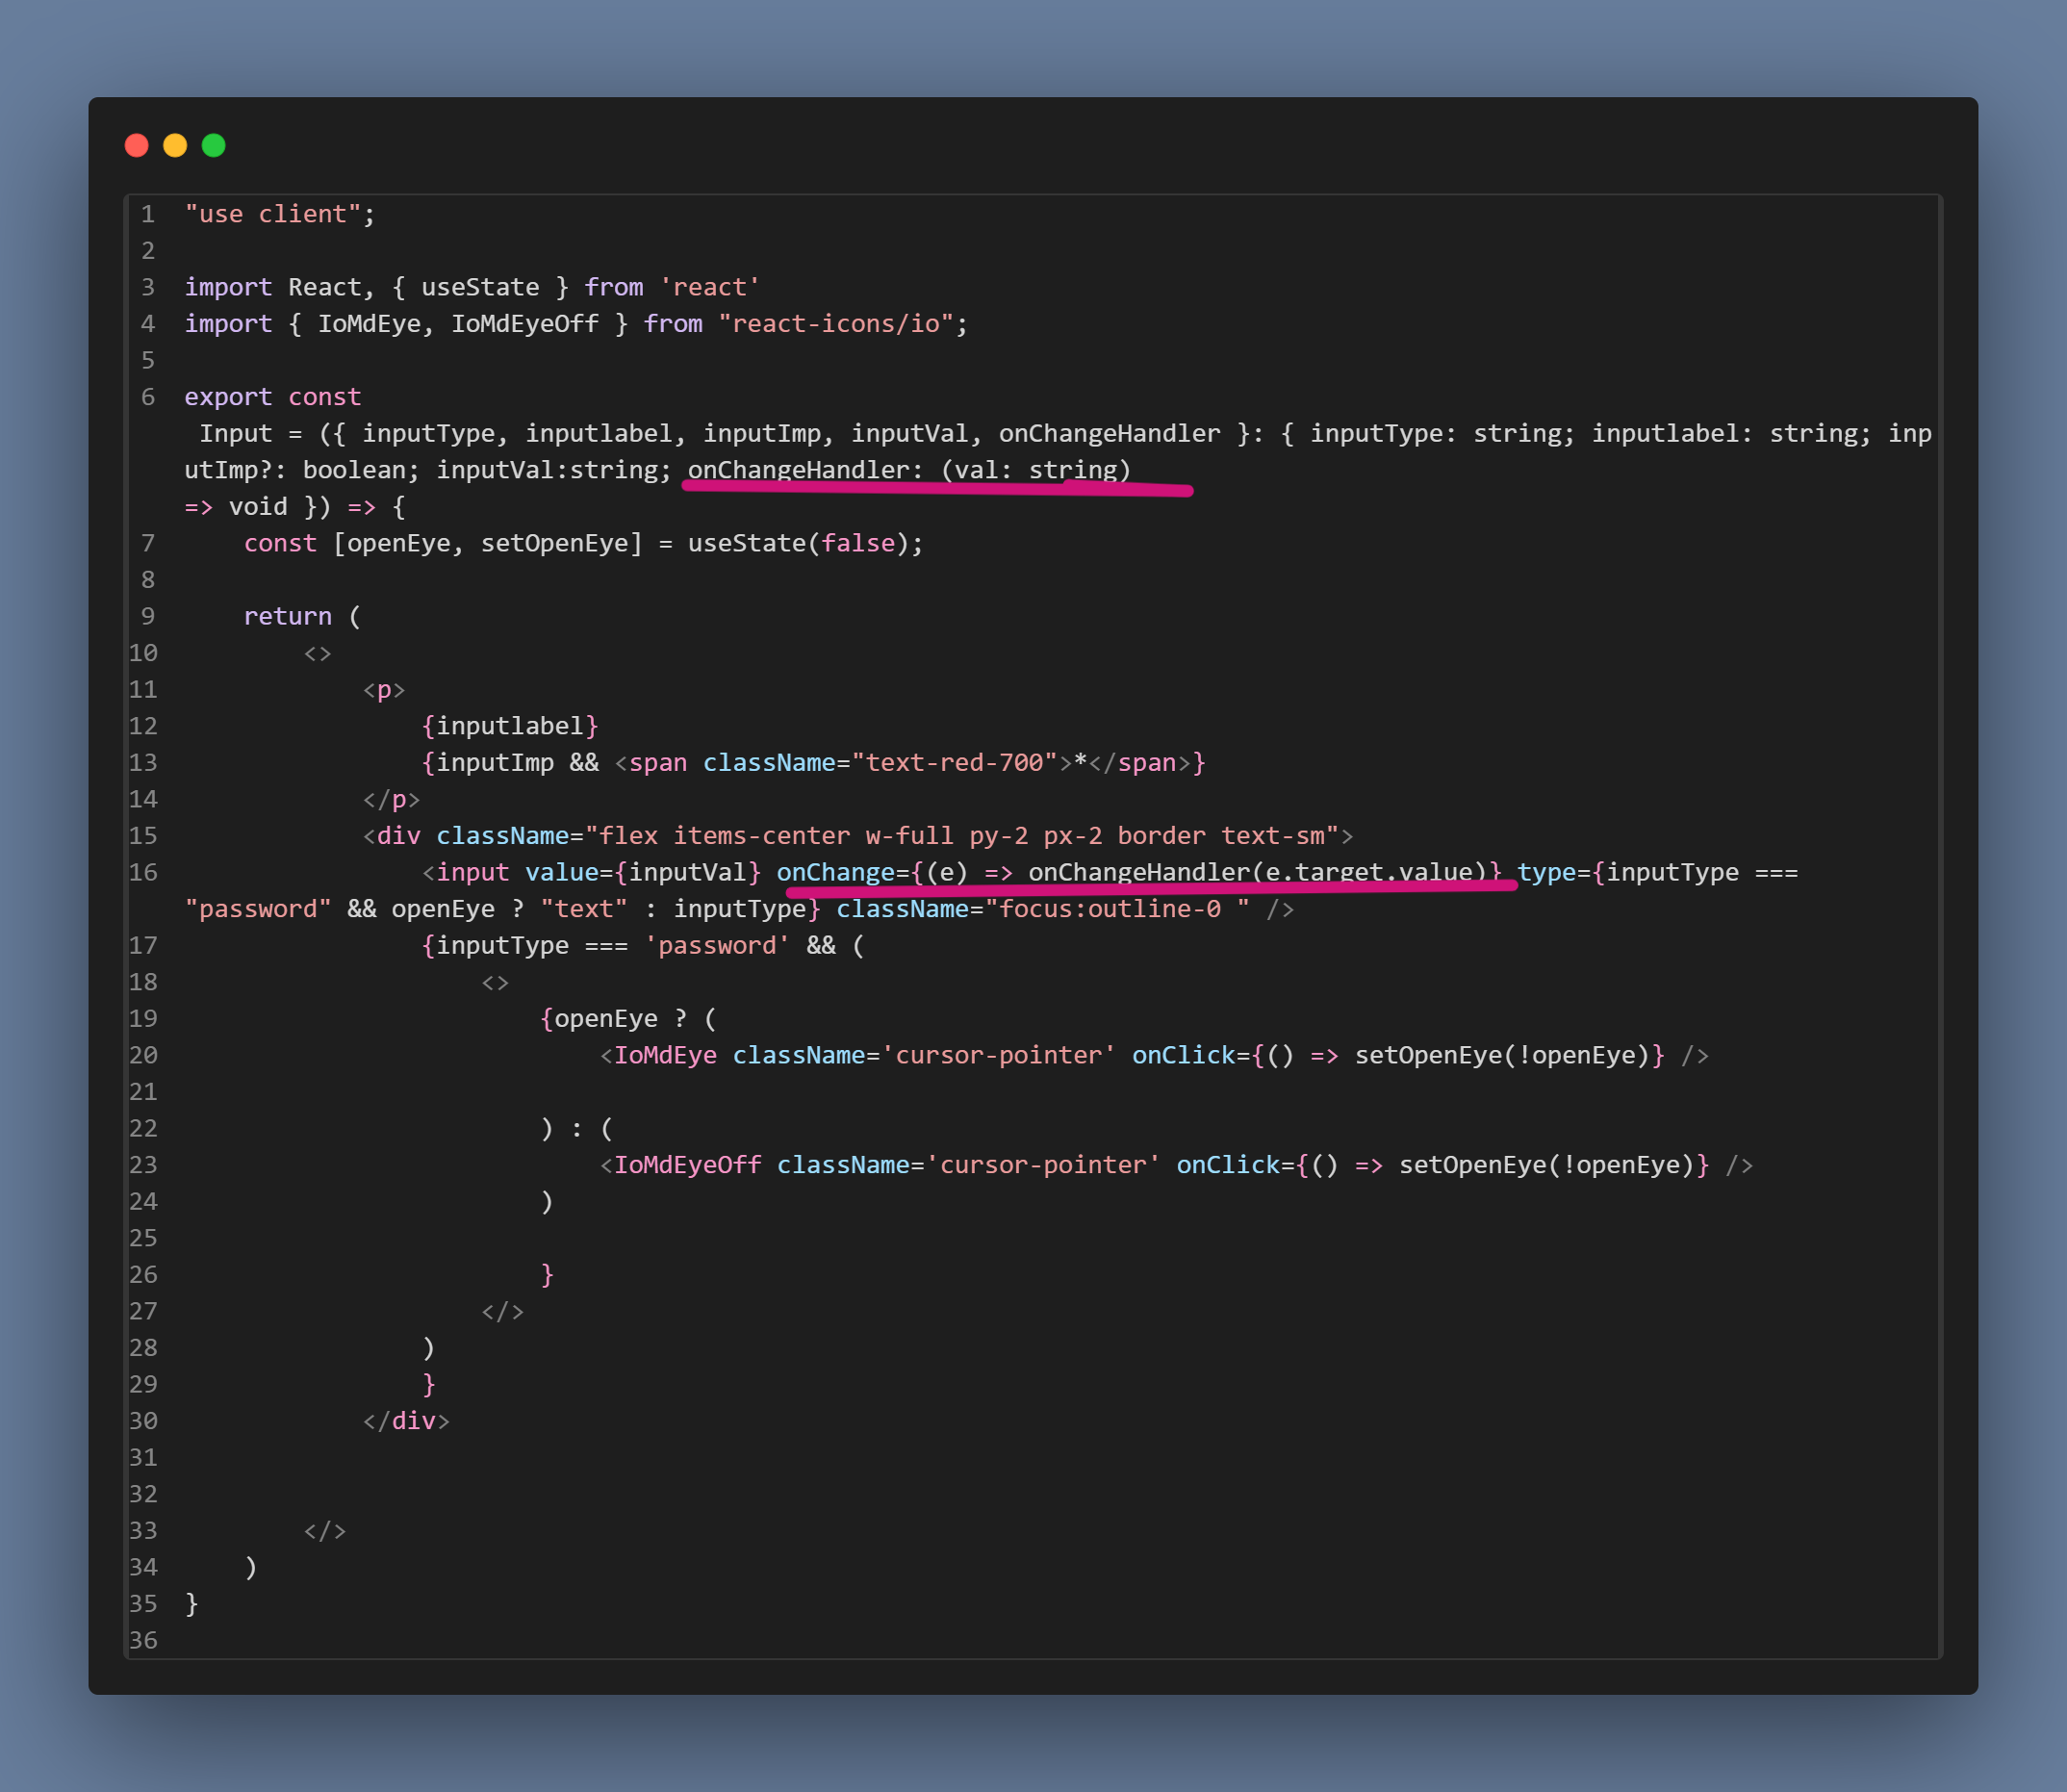 1 "use client";
2
3 import React, { useState } from 'react'
4 import { IoMdEye, IoMdEyeOff } from "react-icons/io";
5
6 export const
 Input = ({ inputType, inputlabel, inputImp, inputVal, onChangeHandler }: { inputType: string; inputlabel: string; inp
utImp?: boolean; inputVal:string; onChangeHandler: (val: string)
=> void }) => {
7     const [openEye, setOpenEye] = useState(false);
8
9     return (
10         <>
11             <p>
12                 {inputlabel}
13                 {inputImp && <span className="text-red-700">*</span>}
14             </p>
15             <div className="flex items-center w-full py-2 px-2 border text-sm">
16                 <input value={inputVal} onChange={(e) => onChangeHandler(e.target.value)} type={inputType ===
"password" && openEye ? "text" : inputType} className="focus:outline-0 " />
17                 {inputType === 'password' && (
18                     <>
19                         {openEye ? (
20                             <IoMdEye className='cursor-pointer' onClick={() => setOpenEye(!openEye)} />
21
22                         ) : (
23                             <IoMdEyeOff className='cursor-pointer' onClick={() => setOpenEye(!openEye)} />
24                         )
25
26                         }
27                     </>
28                 )
29                 }
30             </div>
31
32
33         </>
34     )
35 }
36